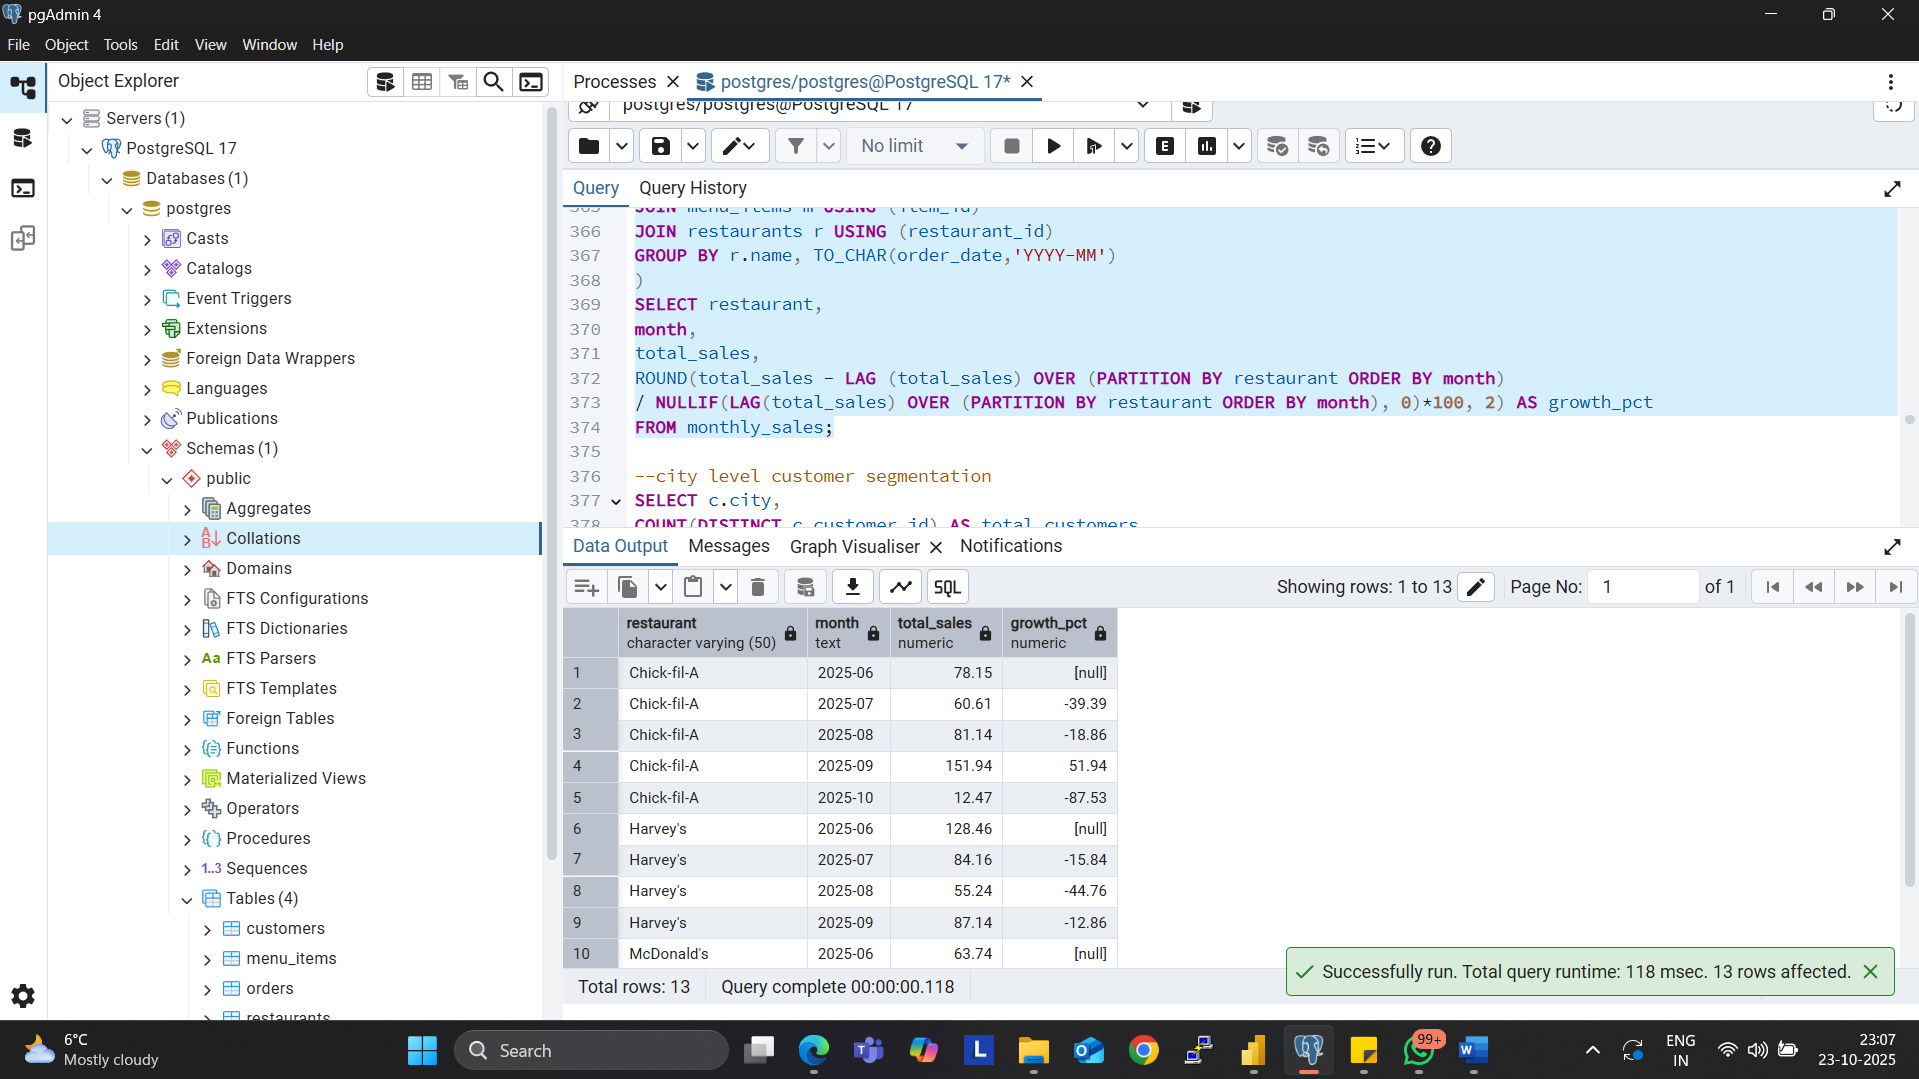 pgAdmin 4
File Object Tools Edit View Window Help
Object Explorer
Processes
postgres/postgres@PostgreSQL 17*
postgres/postgres@PostgreSQL 17
No limit
E
Query Query History
Servers (1)
PostgreSQL 17
Databases (1)
postgres
Casts
Catalogs
Event Triggers
Extensions
Foreign Data Wrappers
Languages
Publications
Schemas (1)
public
Aggregates
Collations
Domains
FTS Configurations
FTS Dictionaries
Aa FTS Parsers
FTS Templates
Foreign Tables
Functions
Materialized Views
Operators
Procedures
1..3 Sequences
Tables (4)
customers
menu_items
orders
restaurants
365 JOIN menu_items m USING (item_id)
366 JOIN restaurants r USING (restaurant_id)
367 GROUP BY r.name, TO_CHAR(order_date,'YYYY-MM')
368 )
369 SELECT restaurant,
370 month,
371 total_sales,
372 ROUND(total_sales - LAG (total_sales) OVER (PARTITION BY restaurant ORDER BY month)
373 / NULLIF(LAG(total_sales) OVER (PARTITION BY restaurant ORDER BY month), 0)*100, 2) AS growth_pct
374 FROM monthly_sales;
375
376 --city level customer segmentation
377 SELECT c.city,
378 COUNT(DISTINCT c.customer_id) AS total_customers
Data Output Messages Graph Visualiser Notifications
SQL
Showing rows: 1 to 13
Page No: 1 of 1
restaurant month total_sales growth_pct
character varying (50) text numeric numeric
1 Chick-fil-A 2025-06 78.15 [null]
2 Chick-fil-A 2025-07 60.61 -39.39
3 Chick-fil-A 2025-08 81.14 -18.86
4 Chick-fil-A 2025-09 151.94 51.94
5 Chick-fil-A 2025-10 12.47 -87.53
6 Harvey's 2025-06 128.46 [null]
7 Harvey's 2025-07 84.16 -15.84
8 Harvey's 2025-08 55.24 -44.76
9 Harvey's 2025-09 87.14 -12.86
10 McDonald's 2025-06 63.74 [null]
Successfully run. Total query runtime: 118 msec. 13 rows affected.
Total rows: 13 Query complete 00:00:00.118
6°C
Mostly cloudy
Search
L
99+
ENG
IN
23:07
23-10-2025